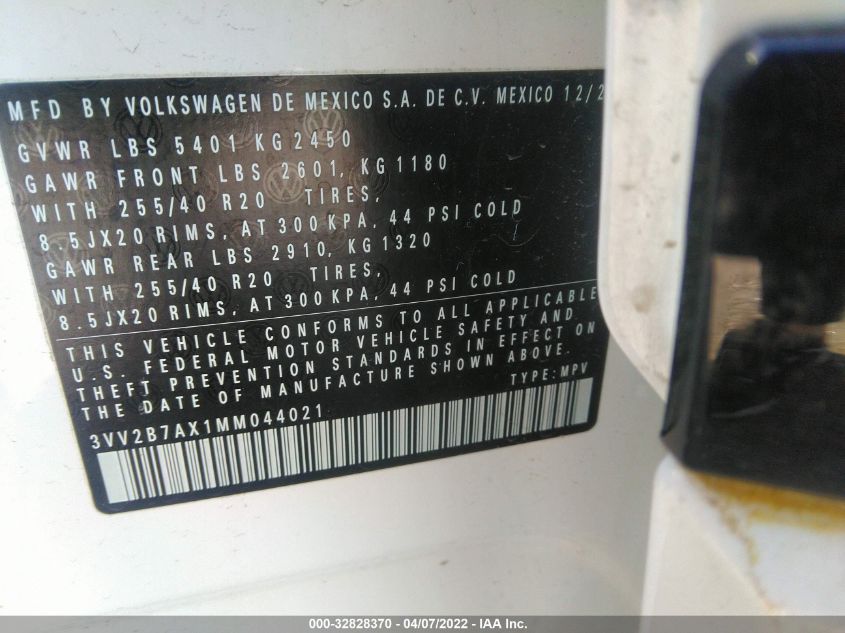 MFD BY VOLKSWAGEN DE MEXICO S.A. DE C.V. MEXICO 12/2
GVWR LBS 5401 KG 2450
GAWR FRONT LBS 2601, KG 1180
WITH 255/40 R20 TIRES,
8.5JX20 RIMS, AT 300 KPA, 44 PSI COLD
GAWR REAR LBS 2910, KG 1320
WITH 255/40 R20 TIRES,
8.5JX20 RIMS, AT 300 KPA, 44 PSI COLD
THIS VEHICLE CONFORMS TO ALL APPLICABLE
U.S. FEDERAL MOTOR VEHICLE SAFETY AND
THEFT PREVENTION STANDARDS IN EFFECT ON
THE DATE OF MANUFACTURE SHOWN ABOVE.
TYPE: MPV
3VV2B7AX1MM044021
000-32828370 - 04/07/2022 - IAA Inc.